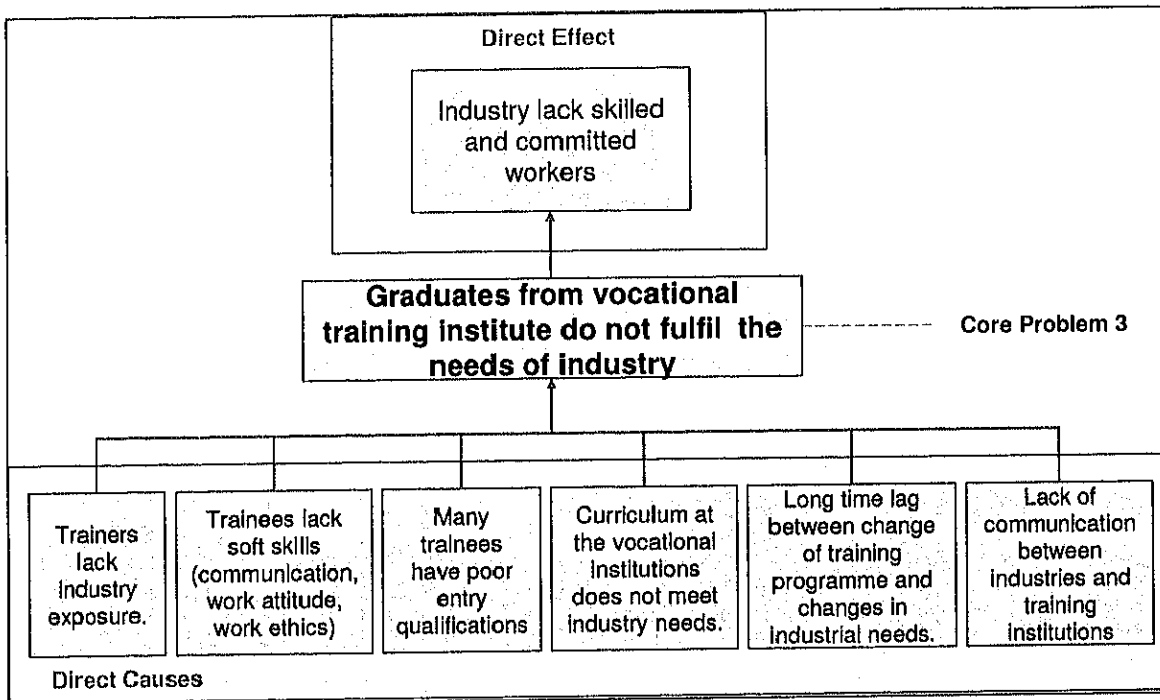 Direct Effect
Industry lack skilled
and committed
workers
Graduates from vocational
training institute do not fulfil the
needs of industry
Core Problem 3
Trainers
lack
industry
exposure.
Trainees lack
soft skills
(communication,
work attitude,
work ethics)
Many
trainees
have poor
entry
qualifications
Curriculum at
the vocational
institutions
does not meet
industry needs.
Long time lag
between change
of training
programme and
changes in
industrial needs.
Lack of
communication
between
industries and
training
institutions
Direct Causes